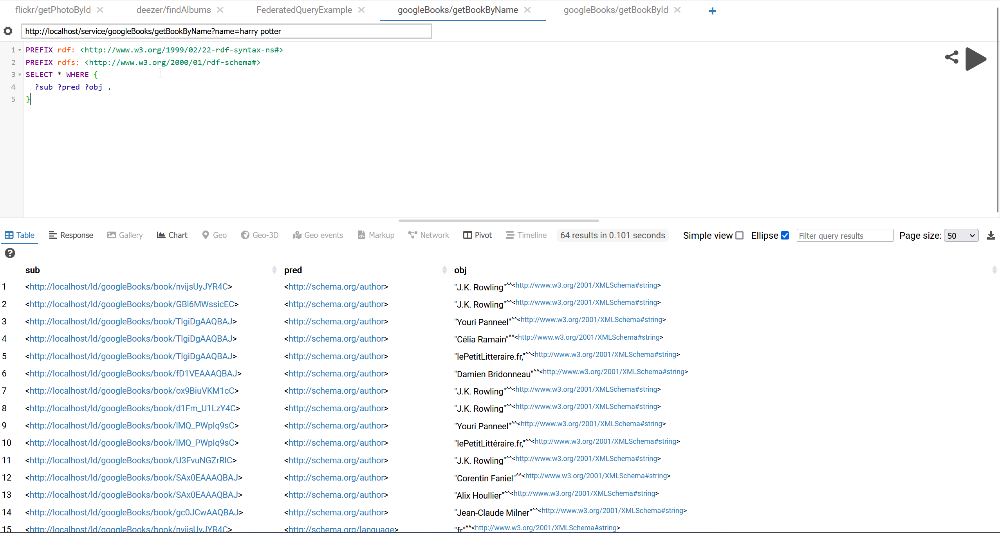 flickr/getPhotoById deezer/findAlbums FederatedQueryExample googleBooks/getBookByName googleBooks/getBookById +
http://localhost/service/googleBooks/getBookByName?name=harry potter
1 PREFIX rdf: <http://www.w3.org/1999/02/22-rdf-syntax-ns#>
2 PREFIX rdfs: <http://www.w3.org/2000/01/rdf-schema#>
3 SELECT * WHERE {
4 ?sub ?pred ?obj .
5 }
Table Response Gallery Chart Geo Geo-3D Geo events Markup Network Pivot Timeline 64 results in 0.101 seconds Simple view Ellipse Filter query results Page size: 50
?
sub pred obj
1 <http://localhost/ld/googleBooks/book/nvijsUyJYR4C> <http://schema.org/author> "J.K. Rowling"^^<http://www.w3.org/2001/XMLSchema#string>
2 <http://localhost/ld/googleBooks/book/GBl6MWssicEC> <http://schema.org/author> "J.K. Rowling"^^<http://www.w3.org/2001/XMLSchema#string>
3 <http://localhost/ld/googleBooks/book/TlgiDgAAQBAJ> <http://schema.org/author> "Youri Panneel"^^<http://www.w3.org/2001/XMLSchema#string>
4 <http://localhost/ld/googleBooks/book/TlgiDgAAQBAJ> <http://schema.org/author> "Célia Ramain"^^<http://www.w3.org/2001/XMLSchema#string>
5 <http://localhost/ld/googleBooks/book/TlgiDgAAQBAJ> <http://schema.org/author> "lePetitLitteraire.fr,"^^<http://www.w3.org/2001/XMLSchema#string>
6 <http://localhost/ld/googleBooks/book/fD1VEAAAQBAJ> <http://schema.org/author> "Damien Bridonneau"^^<http://www.w3.org/2001/XMLSchema#string>
7 <http://localhost/ld/googleBooks/book/ox9BiuVKM1cC> <http://schema.org/author> "J.K. Rowling"^^<http://www.w3.org/2001/XMLSchema#string>
8 <http://localhost/ld/googleBooks/book/d1Fm_U1LzY4C> <http://schema.org/author> "J.K. Rowling"^^<http://www.w3.org/2001/XMLSchema#string>
9 <http://localhost/ld/googleBooks/book/lMQ_PWpIq9sC> <http://schema.org/author> "Youri Panneel"^^<http://www.w3.org/2001/XMLSchema#string>
10 <http://localhost/ld/googleBooks/book/lMQ_PWpIq9sC> <http://schema.org/author> "lePetitLittéraire.fr,"^^<http://www.w3.org/2001/XMLSchema#string>
11 <http://localhost/ld/googleBooks/book/U3FvuNGZrRIC> <http://schema.org/author> "J.K. Rowling"^^<http://www.w3.org/2001/XMLSchema#string>
12 <http://localhost/ld/googleBooks/book/SAx0EAAAQBAJ> <http://schema.org/author> "Corentin Faniel"^^<http://www.w3.org/2001/XMLSchema#string>
13 <http://localhost/ld/googleBooks/book/SAx0EAAAQBAJ> <http://schema.org/author> "Alix Houllier"^^<http://www.w3.org/2001/XMLSchema#string>
14 <http://localhost/ld/googleBooks/book/gc0JCwAAQBAJ> <http://schema.org/author> "Jean-Claude Milner"^^<http://www.w3.org/2001/XMLSchema#string>
15 <http://localhost/ld/googleBooks/book/nvijsUyJYR4C> <http://schema.org/language> "fr"^^<http://www.w3.org/2001/XMLSchema#string>